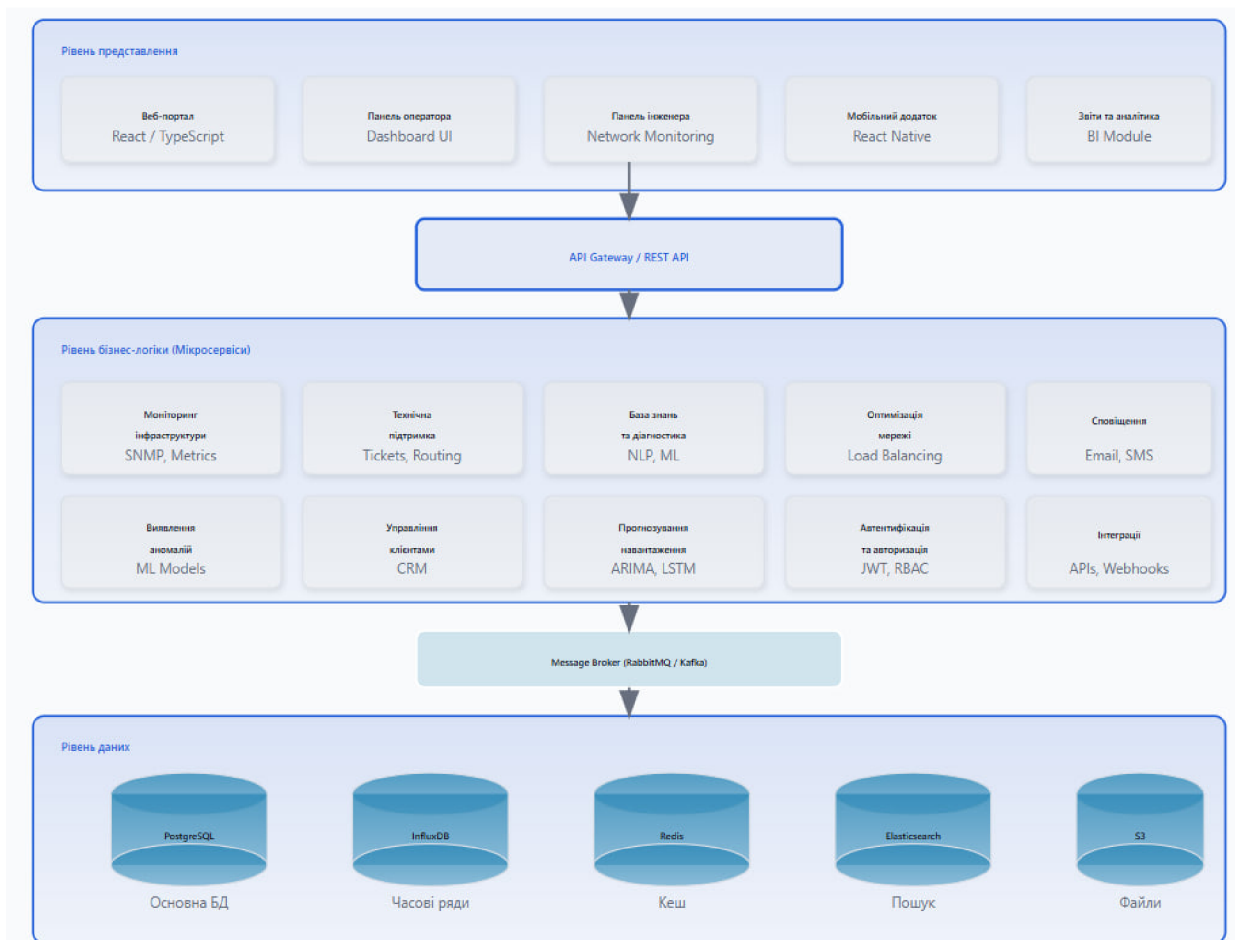 Рівень представлення
Веб-портал
React / TypeScript
Панель оператора
Dashboard UI
Панель інженера
Network Monitoring
Мобільний додаток
React Native
Звіти та аналітика
BI Module
API Gateway / REST API
Рівень бізнес-логіки (Мікросервіси)
Моніторинг
інфраструктури
SNMP, Metrics
Технічна
підтримка
Tickets, Routing
База знань
та діагностика
NLP, ML
Оптимізація
мережі
Load Balancing
Сповіщення
Email, SMS
Виявлення
аномалій
ML Models
Управління
клієнтами
CRM
Прогнозування
навантаження
ARIMA, LSTM
Автентифікація
та авторизація
JWT, RBAC
Інтеграції
APIs, Webhooks
Message Broker (RabbitMQ / Kafka)
Рівень даних
PostgreSQL
Основна БД
InfluxDB
Часові ряди
Redis
Кеш
Elasticsearch
Пошук
S3
Файли